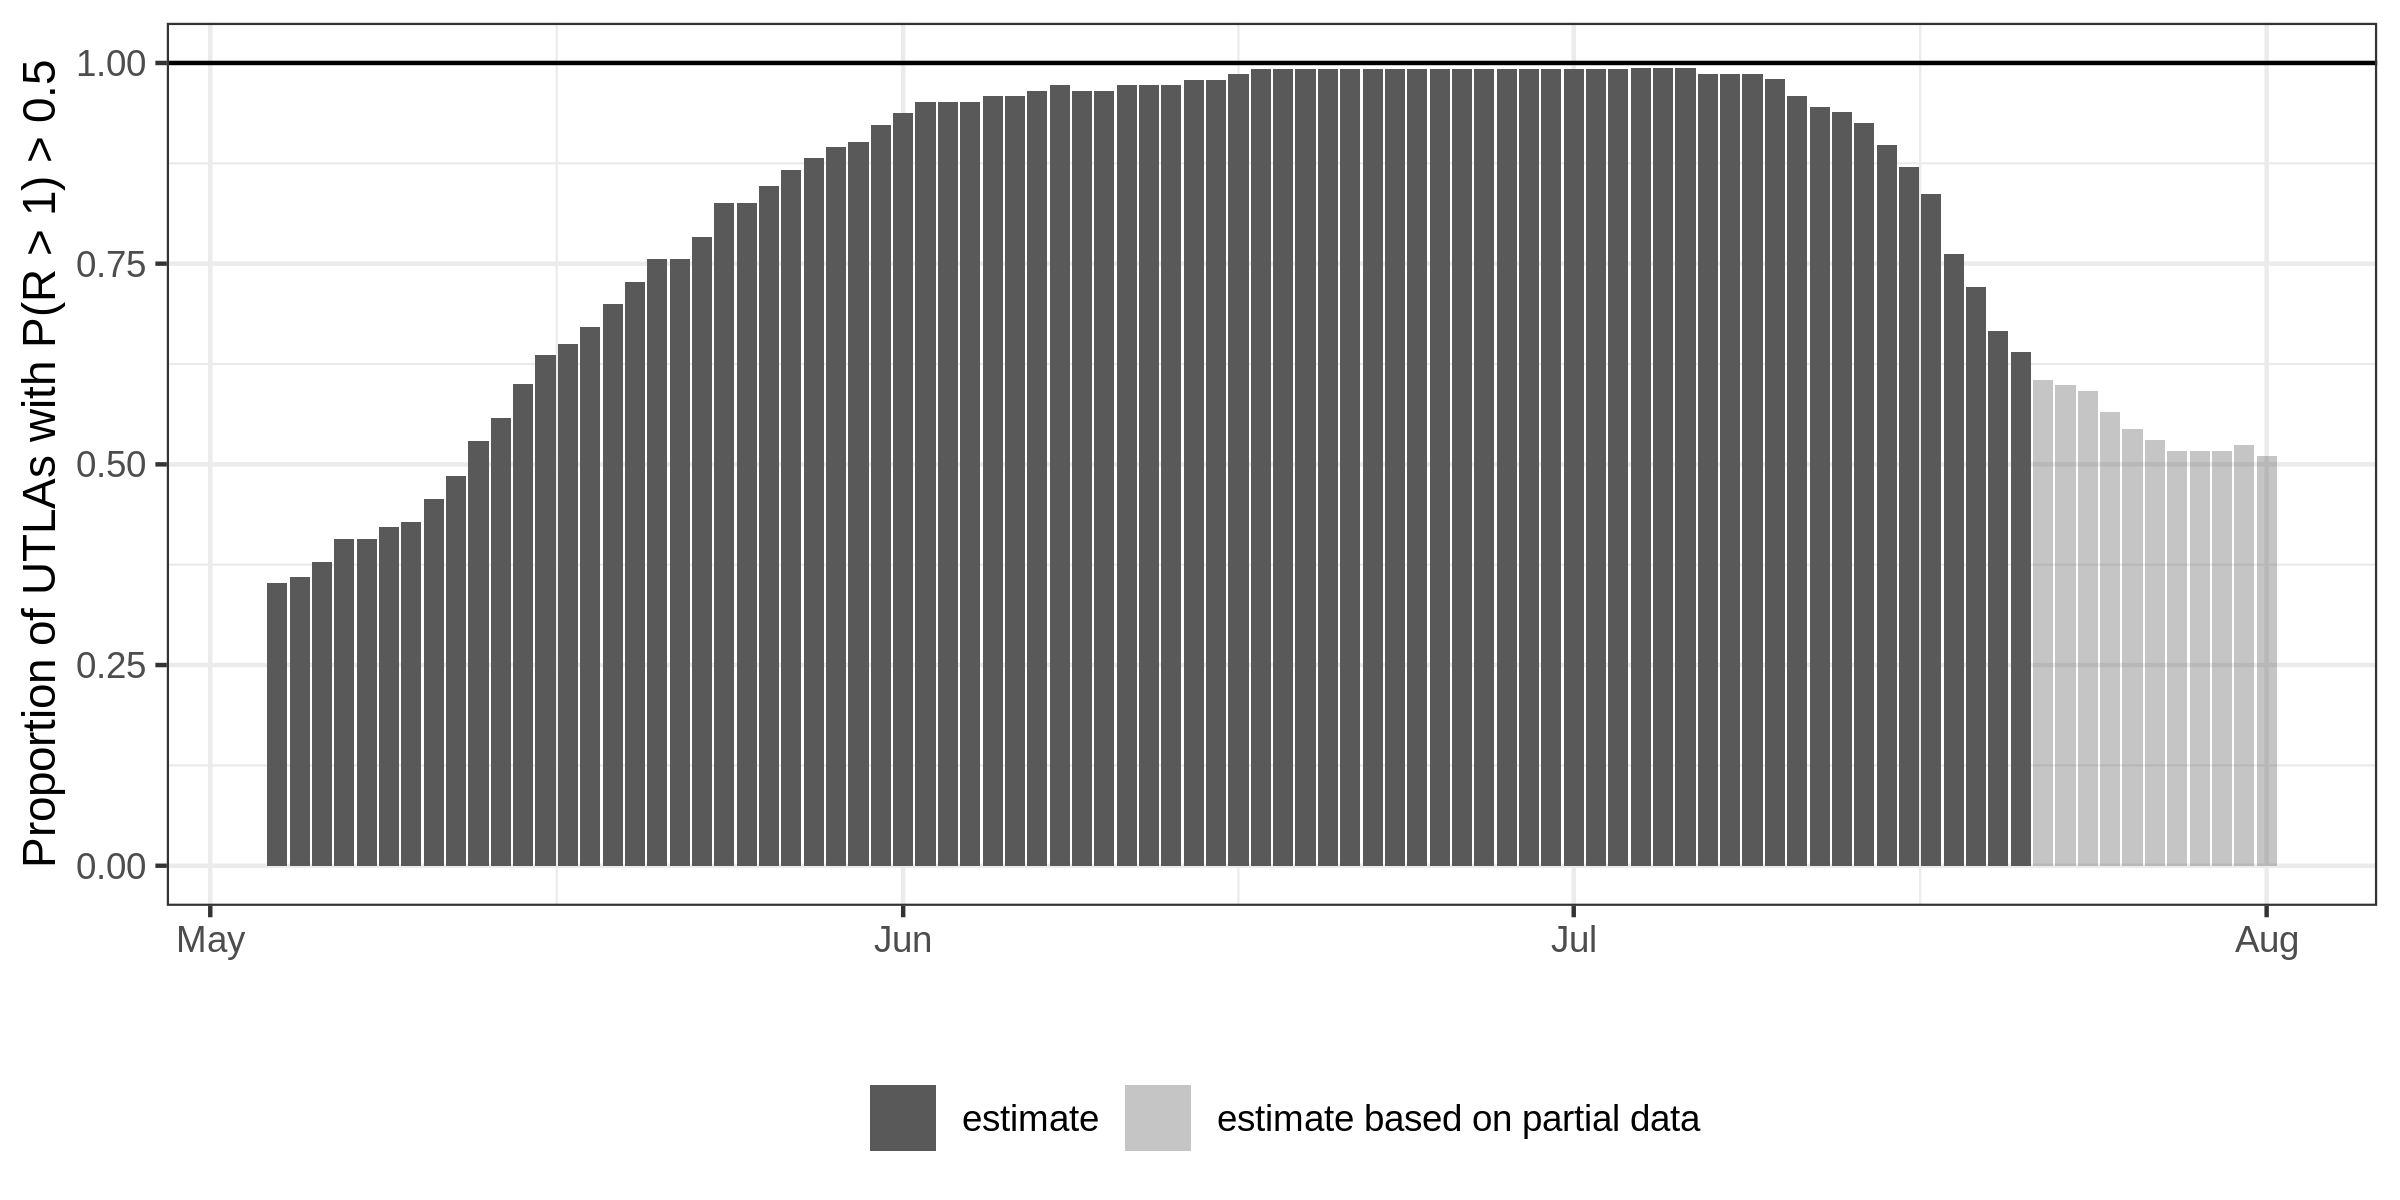 Proportion of UTLAs with P(R > 1) > 0.5
1.00
0.75
0.50
0.25
0.00
May Jun Jul Aug
estimate estimate based on partial data